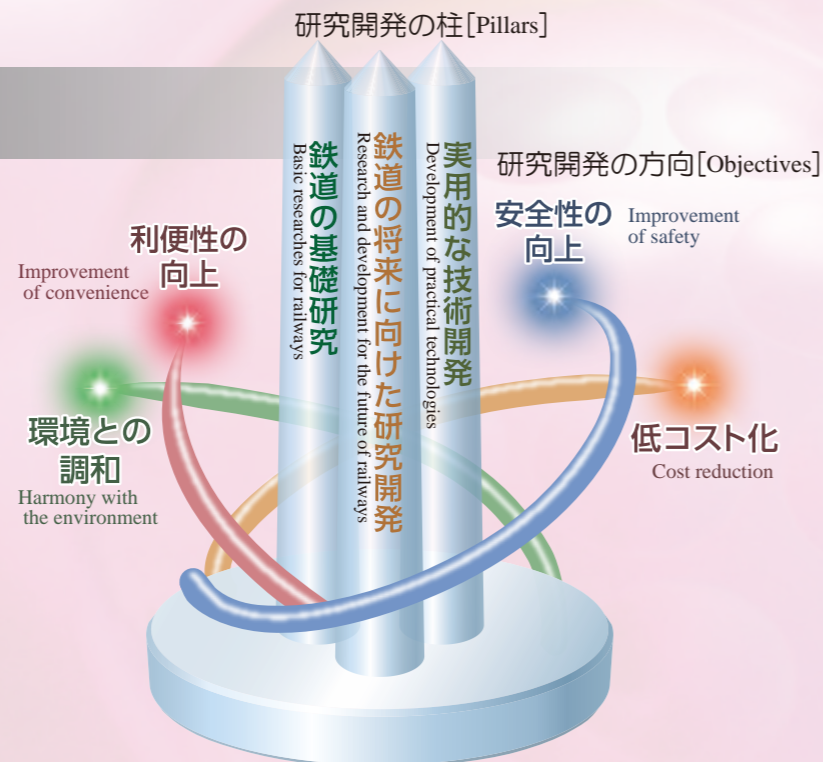 研究開発の柱[Pillars]
鉄道の基礎研究
Basic researches for railways
鉄道の将来に向けた研究開発
Research and development for the future of railways
実用的な技術開発
Development of practical technologies
研究開発の方向[Objectives]
安全性の
向上
Improvement
of safety
利便性の
向上
Improvement
of convenience
環境との
調和
Harmony with
the environment
低コスト化
Cost reduction